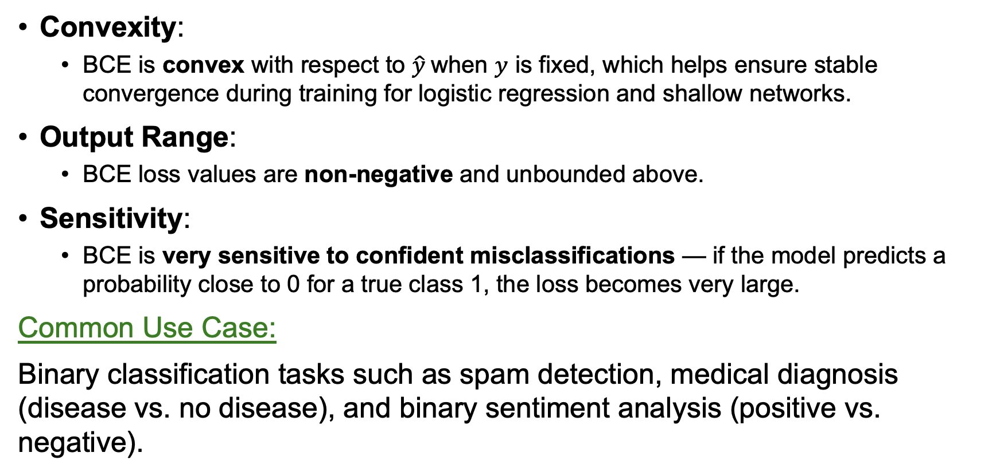 • Convexity:
• BCE is convex with respect to ŷ when y is fixed, which helps ensure stable
convergence during training for logistic regression and shallow networks.
• Output Range:
• BCE loss values are non-negative and unbounded above.
• Sensitivity:
• BCE is very sensitive to confident misclassifications — if the model predicts a
probability close to 0 for a true class 1, the loss becomes very large.
Common Use Case:
Binary classification tasks such as spam detection, medical diagnosis
(disease vs. no disease), and binary sentiment analysis (positive vs.
negative).